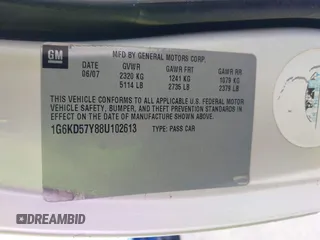 GM
MFD BY GENERAL MOTORS CORP
DATE GVWR GAWR FRT GAWR RR
06/07 2320 KG 1241 KG 1079 KG
5114 LB 2735 LB 2379 LB
THIS VEHICLE CONFORMS TO ALL APPLICABLE U.S. FEDERAL MOTOR
VEHICLE SAFETY, BUMPER, AND THEFT PREVENTION STANDARDS IN
EFFECT ON THE DATE OF MANUFACTURE SHOWN ABOVE.
1G6KD57Y88U102613 TYPE: PASS CAR
DREAMBID